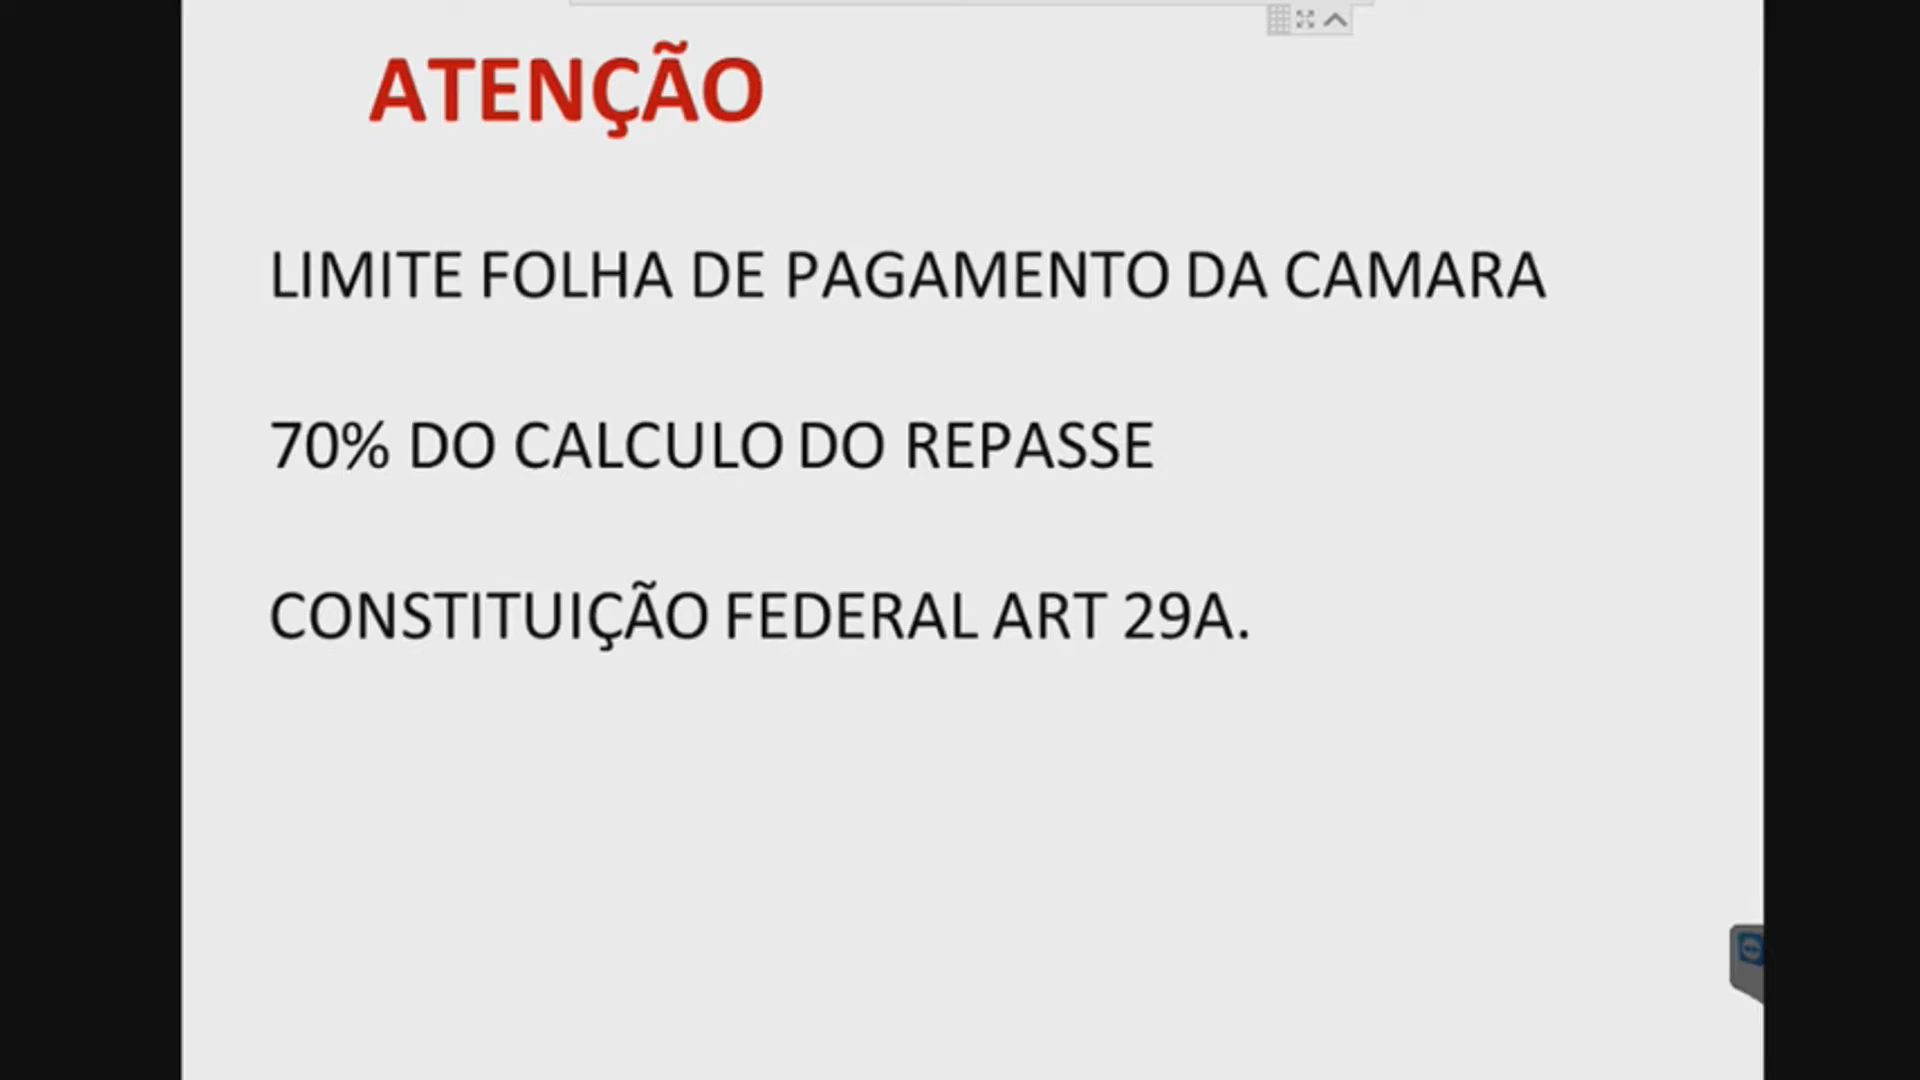 ATENÇÃO
LIMITE FOLHA DE PAGAMENTO DA CAMARA
70% DO CALCULO DO REPASSE
CONSTITUIÇÃO FEDERAL ART 29A.